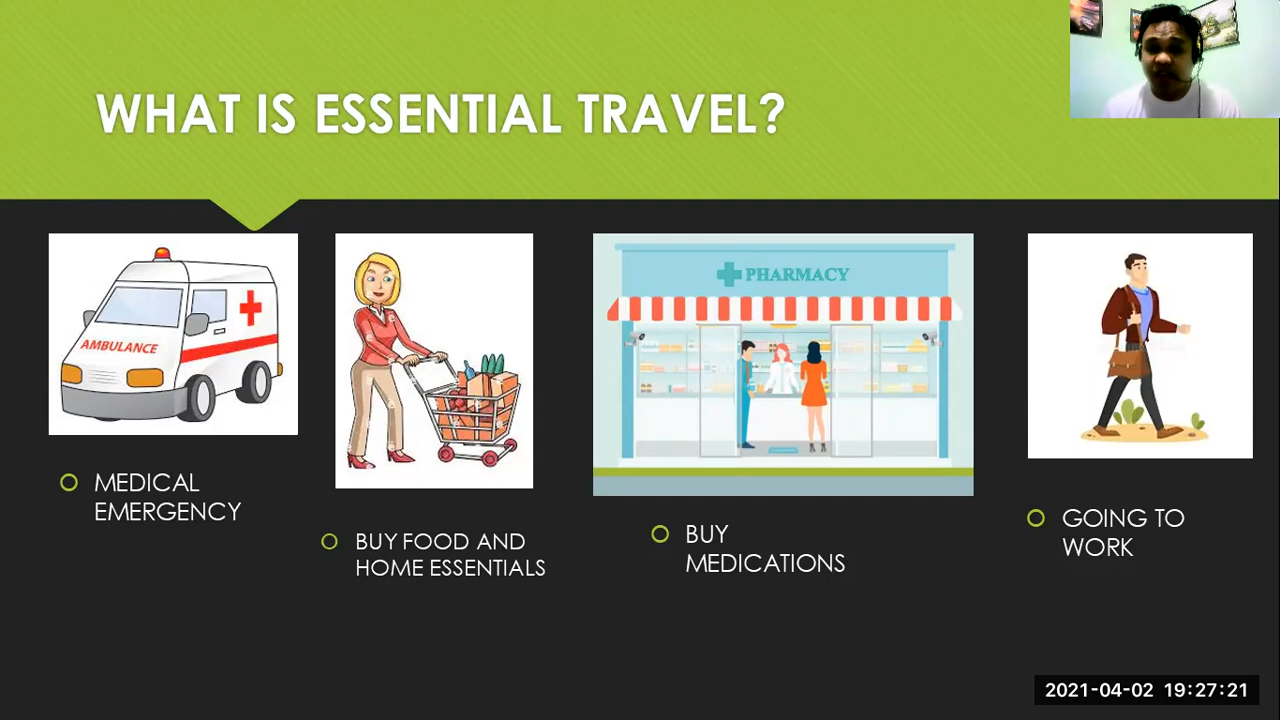 WHAT IS ESSENTIAL TRAVEL?
AMBULANCE
PHARMACY
MEDICAL
EMERGENCY
BUY FOOD AND
HOME ESSENTIALS
BUY
MEDICATIONS
GOING TO
WORK
2021-04-02 19:27:21